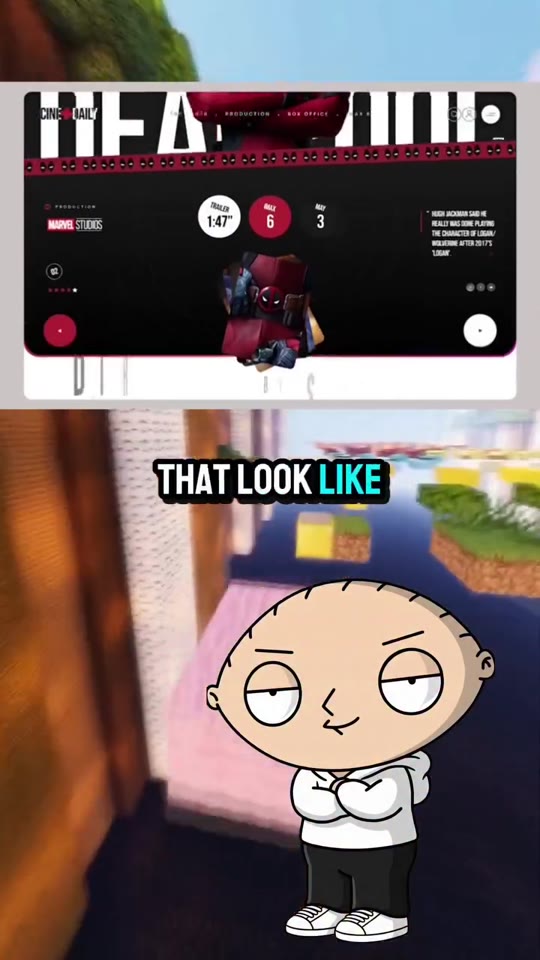 CINE DAILY
PRODUCTION
BOX OFFICE
PRODUCTION
MARVEL STUDIOS
TRAILER
1:47"
MAX
6
MAY
3
" HUGH JACKMAN SAID HE
REALLY WAS DONE PLAYING
THE CHARACTER OF LOGAN/
WOLVERINE AFTER 2017'S
'LOGAN'.
THAT LOOK LIKE